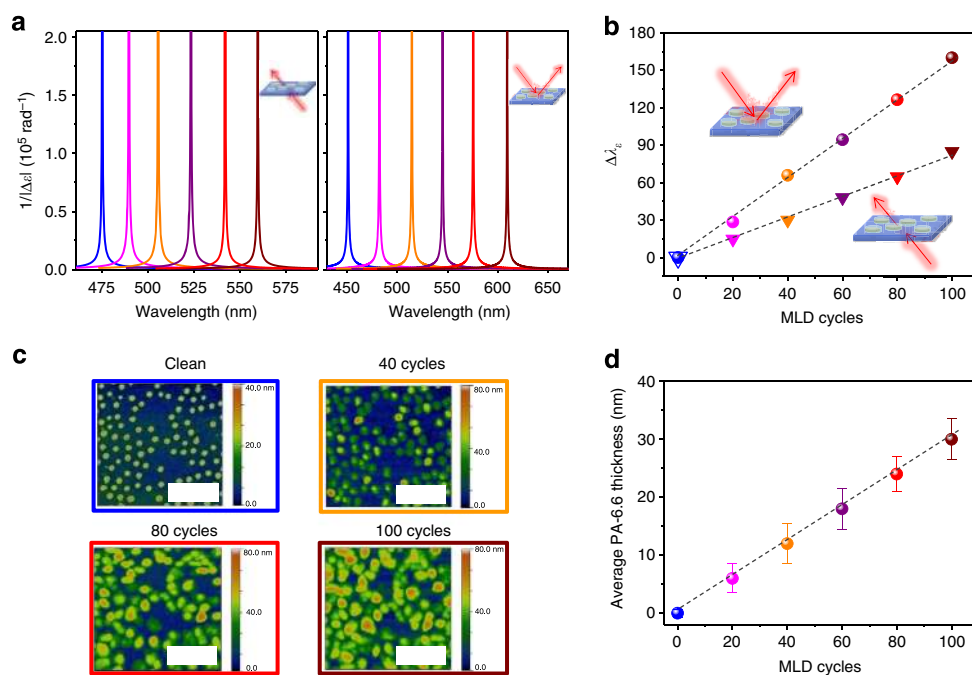 a
1/|Δε| (10⁵ rad⁻¹)
2.0
1.5
1.0
0.5
0.0
475 500 525 550 575
Wavelength (nm)
450 500 550 600 650
Wavelength (nm)
b
Δλε
180
150
120
90
60
30
0
0 20 40 60 80 100
MLD cycles
c
Clean
40.0 nm
20.0
0.0
40 cycles
80.0 nm
40.0
0.0
80 cycles
80.0 nm
40.0
0.0
100 cycles
80.0 nm
40.0
0.0
d
Average PA-6.6 thickness (nm)
40
30
20
10
0
0 20 40 60 80 100
MLD cycles